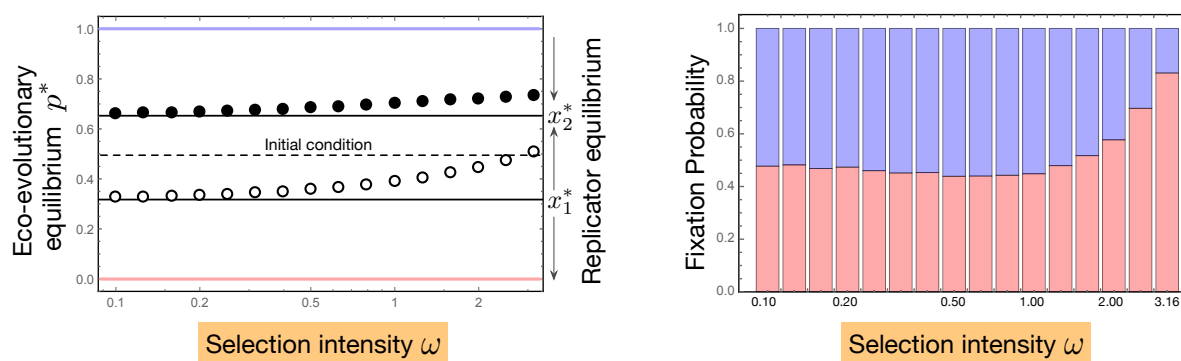 Eco-evolutionary
equilibrium p*
1.0
0.8
0.6
0.4
0.2
0.0
Initial condition
x₂*
x₁*
Replicator equilibrium
0.1
0.2
0.5
1
2
Selection intensity ω
Fixation Probability
1.0
0.8
0.6
0.4
0.2
0.0
0.10
0.20
0.50
1.00
2.00
3.16
Selection intensity ω